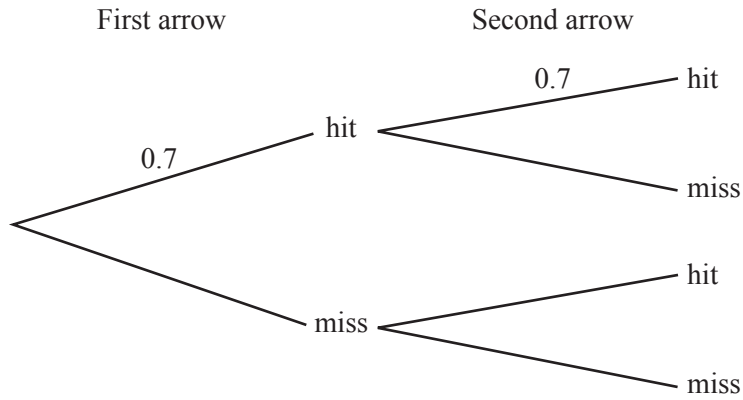 First arrow Second arrow
0.7 hit
hit
0.7
miss
hit
miss
miss